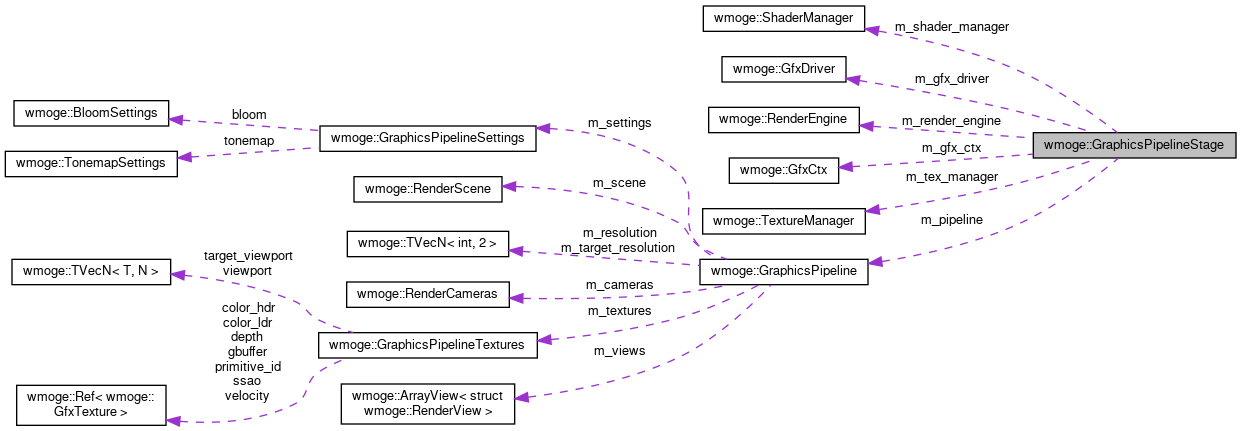 wmoge::ShaderManager
m_shader_manager
wmoge::GfxDriver
m_gfx_driver
wmoge::BloomSettings
bloom
m_settings
wmoge::RenderEngine
m_render_engine
wmoge::GraphicsPipelineSettings
wmoge::GraphicsPipelineStage
tonemap
m_gfx_ctx
wmoge::TonemapSettings
wmoge::GfxCtx
m_tex_manager
wmoge::RenderScene
m_scene
wmoge::TextureManager
m_pipeline
m_resolution
m_target_resolution
wmoge::TVecN< int, 2 >
target_viewport
viewport
wmoge::TVecN< T, N >
wmoge::GraphicsPipeline
m_cameras
wmoge::RenderCameras
m_textures
color_hdr
color_ldr
depth
gbuffer
primitive_id
ssao
velocity
wmoge::GraphicsPipelineTextures
m_views
wmoge::Ref< wmoge::
GfxTexture >
wmoge::ArrayView< struct
wmoge::RenderView >